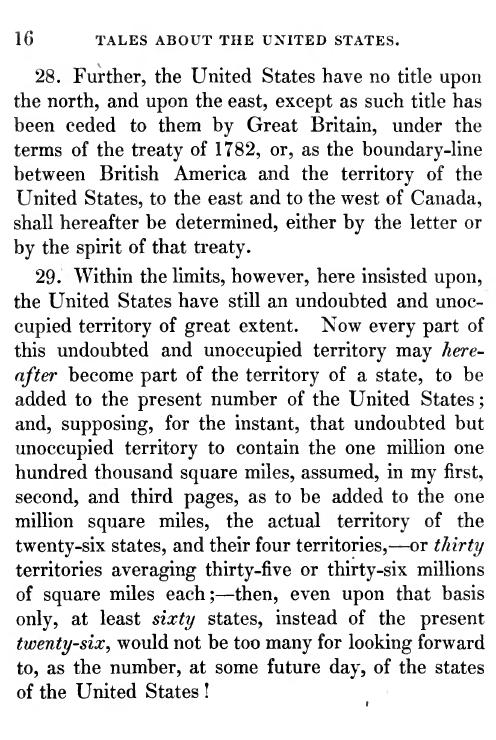 16 TALES ABOUT THE UNITED STATES.
28. Further, the United States have no title upon
the north, and upon the east, except as such title has
been ceded to them by Great Britain, under the
terms of the treaty of 1782, or, as the boundary-line
between British America and the territory of the
United States, to the east and to the west of Canada,
shall hereafter be determined, either by the letter or
by the spirit of that treaty.
29. Within the limits, however, here insisted upon,
the United States have still an undoubted and unoc-
cupied territory of great extent. Now every part of
this undoubted and unoccupied territory may here-
after become part of the territory of a state, to be
added to the present number of the United States;
and, supposing, for the instant, that undoubted but
unoccupied territory to contain the one million one
hundred thousand square miles, assumed, in my first,
second, and third pages, as to be added to the one
million square miles, the actual territory of the
twenty-six states, and their four territories,—or thirty
territories averaging thirty-five or thirty-six millions
of square miles each;—then, even upon that basis
only, at least sixty states, instead of the present
twenty-six, would not be too many for looking forward
to, as the number, at some future day, of the states
of the United States!